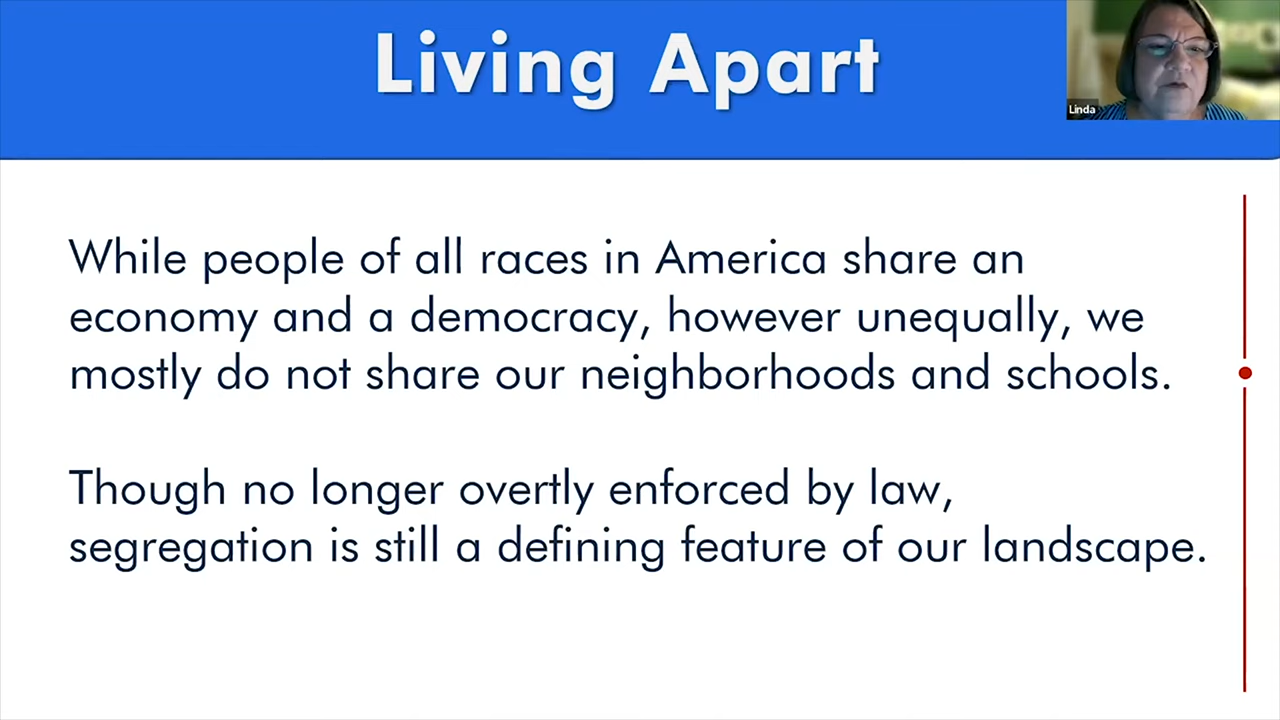 Living Apart
Linda
While people of all races in America share an
economy and a democracy, however unequally, we
mostly do not share our neighborhoods and schools.
Though no longer overtly enforced by law,
segregation is still a defining feature of our landscape.